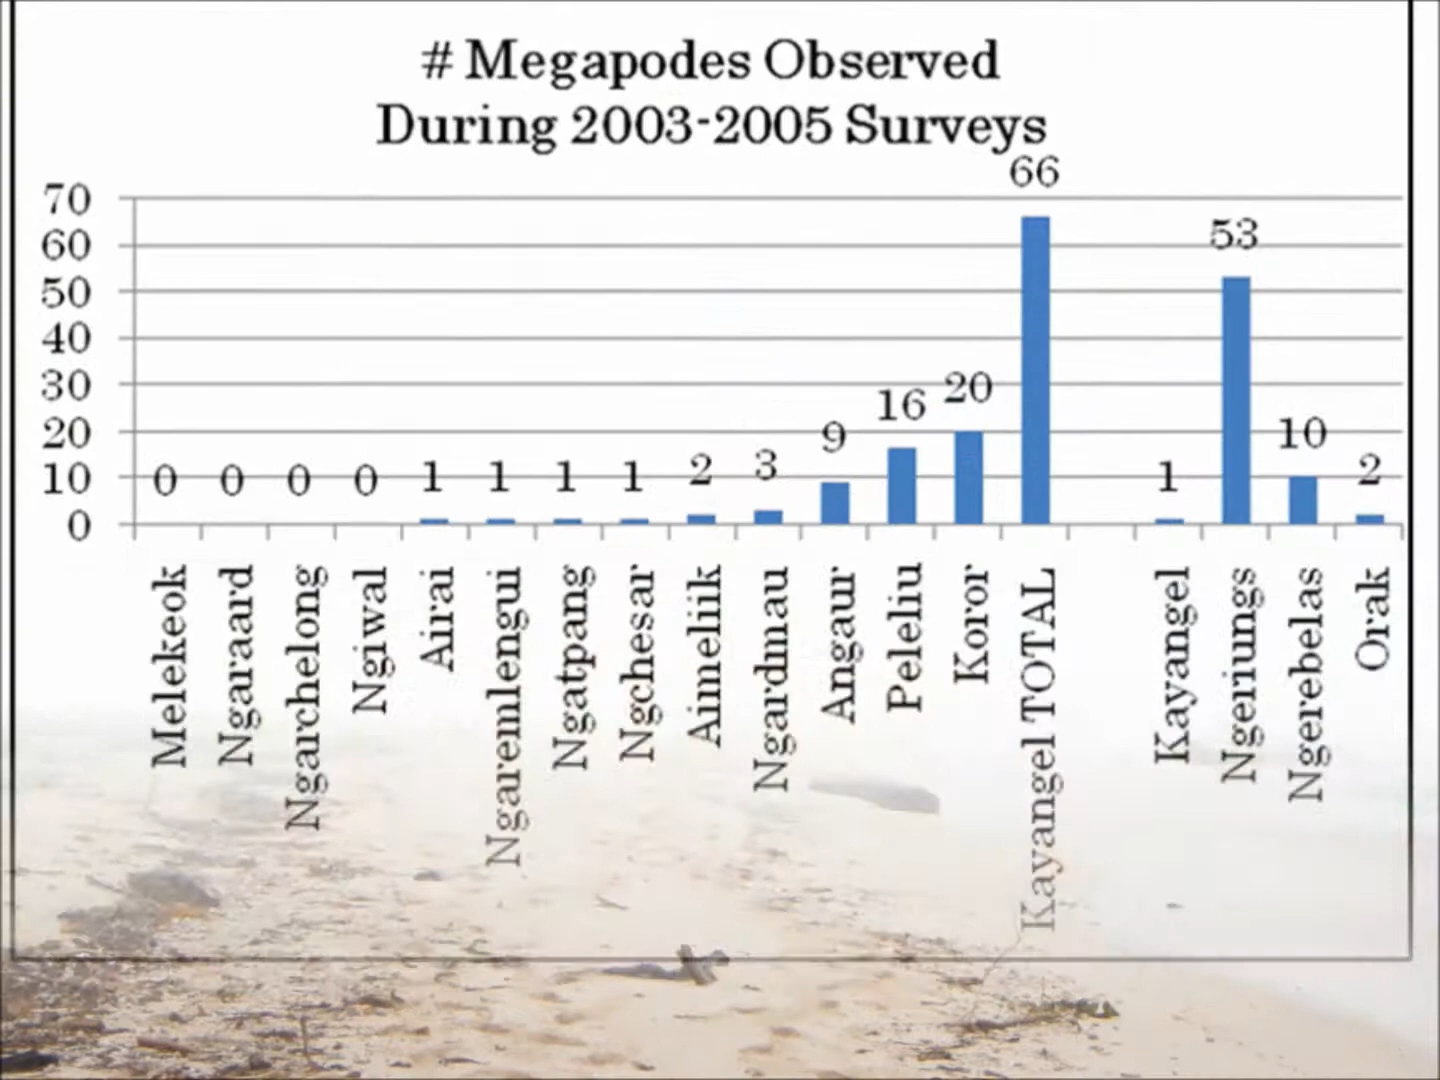 # Megapodes Observed
During 2003-2005 Surveys
70
60
50
40
30
20
10
0
0
0
0
0
1
1
1
1
2
3
9
16
20
66
1
53
10
2
Melekeok
Ngaraard
Ngarchelong
Ngiwal
Airai
Ngaremlengui
Ngatpang
Ngchesar
Aimeliik
Ngardmau
Angaur
Peleliu
Koror
Kayangel TOTAL
Kayangel
Ngeriungs
Ngerebelas
Orak